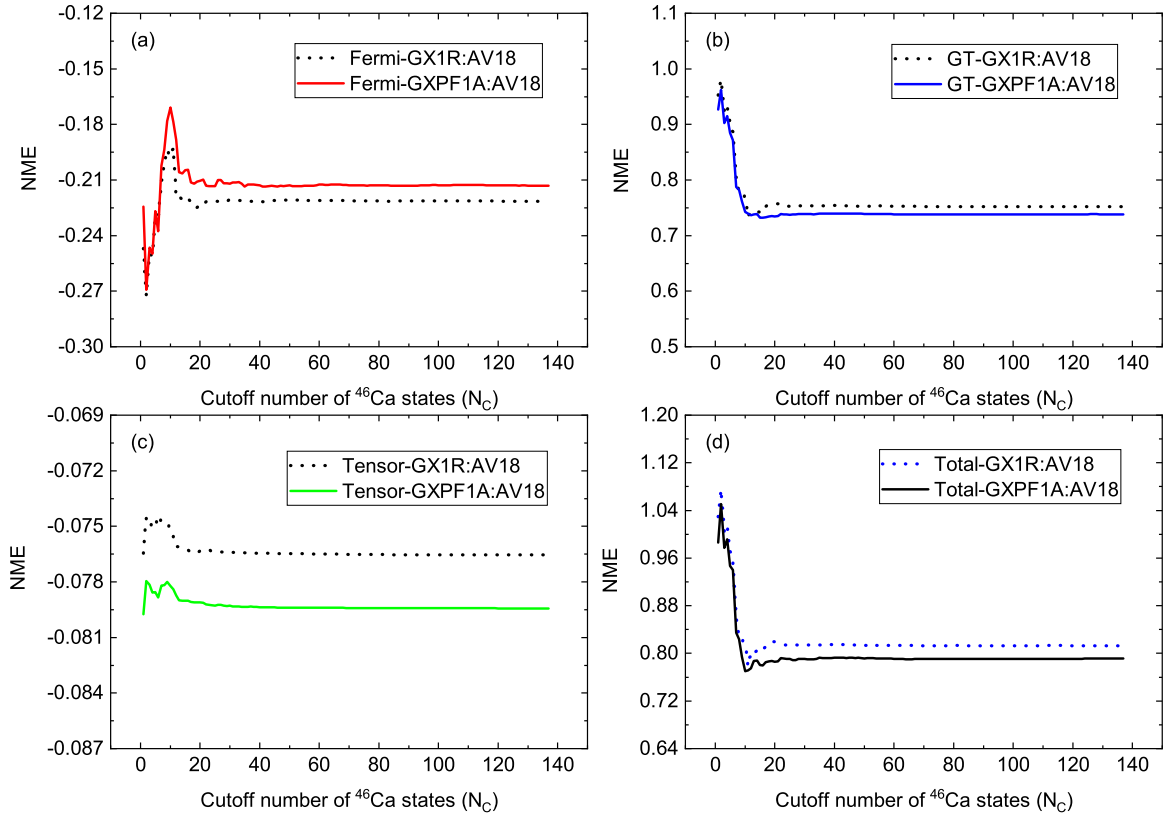 (a)
Fermi-GX1R:AV18
Fermi-GXPF1A:AV18
-0.12
-0.15
-0.18
-0.21
-0.24
-0.27
-0.30
NME
0 20 40 60 80 100 120 140
Cutoff number of ⁴⁶Ca states (N_C)
(b)
GT-GX1R:AV18
GT-GXPF1A:AV18
1.1
1.0
0.9
0.8
0.7
0.6
0.5
NME
0 20 40 60 80 100 120 140
Cutoff number of ⁴⁶Ca states (N_C)
(c)
Tensor-GX1R:AV18
Tensor-GXPF1A:AV18
-0.069
-0.072
-0.075
-0.078
-0.081
-0.084
-0.087
NME
0 20 40 60 80 100 120 140
Cutoff number of ⁴⁶Ca states (N_C)
(d)
Total-GX1R:AV18
Total-GXPF1A:AV18
1.20
1.12
1.04
0.96
0.88
0.80
0.72
0.64
NME
0 20 40 60 80 100 120 140
Cutoff number of ⁴⁶Ca states (N_C)